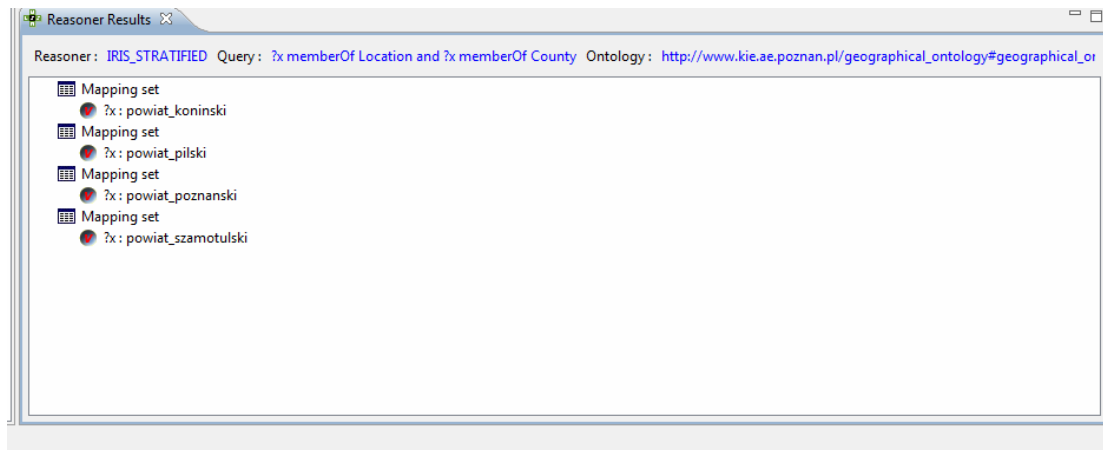 Reasoner Results
Reasoner : IRIS_STRATIFIED Query : ?x memberOf Location and ?x memberOf County Ontology : http://www.kie.ae.poznan.pl/geographical_ontology#geographical_or
Mapping set
?x : powiat_koninski
Mapping set
?x : powiat_pilski
Mapping set
?x : powiat_poznanski
Mapping set
?x : powiat_szamotulski